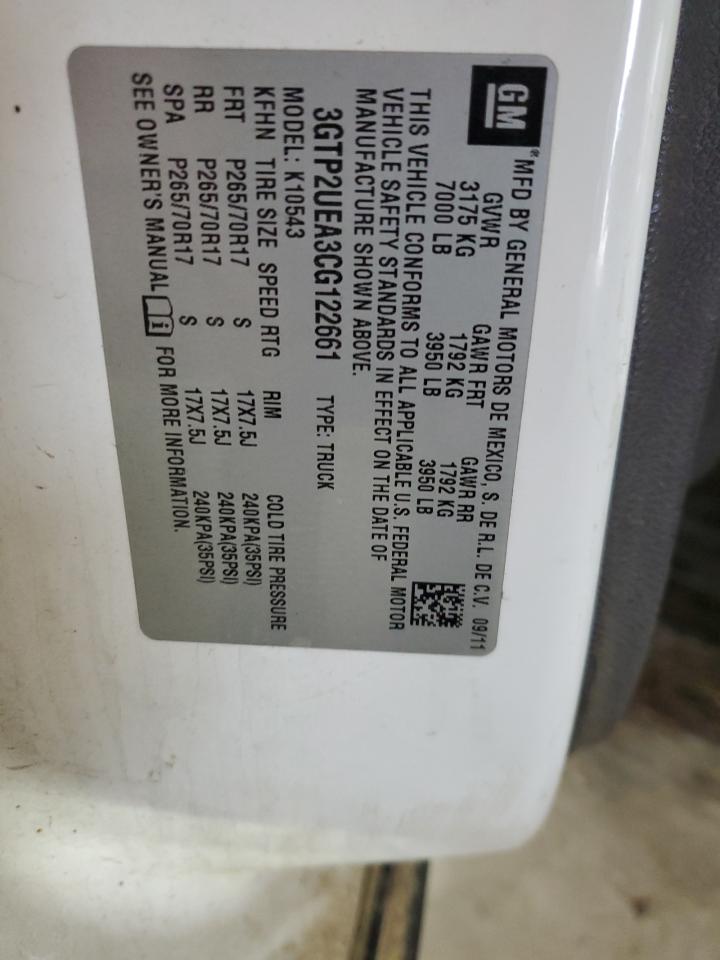 GM® MFD BY GENERAL MOTORS DE MEXICO, S. DE R.L. DE C.V. 09/11
GVWR GAWR FRT GAWR RR
3175 KG 1792 KG 1792 KG
7000 LB 3950 LB 3950 LB
THIS VEHICLE CONFORMS TO ALL APPLICABLE U.S. FEDERAL MOTOR
VEHICLE SAFETY STANDARDS IN EFFECT ON THE DATE OF
MANUFACTURE SHOWN ABOVE.
3GTP2UEA3CG122661 TYPE: TRUCK
MODEL: K10543
KFHN TIRE SIZE SPEED RTG RIM COLD TIRE PRESSURE
FRT P265/70R17 S 17X7.5J 240KPA(35PSI)
RR P265/70R17 S 17X7.5J 240KPA(35PSI)
SPA P265/70R17 S 17X7.5J 240KPA(35PSI)
SEE OWNER'S MANUAL i FOR MORE INFORMATION.